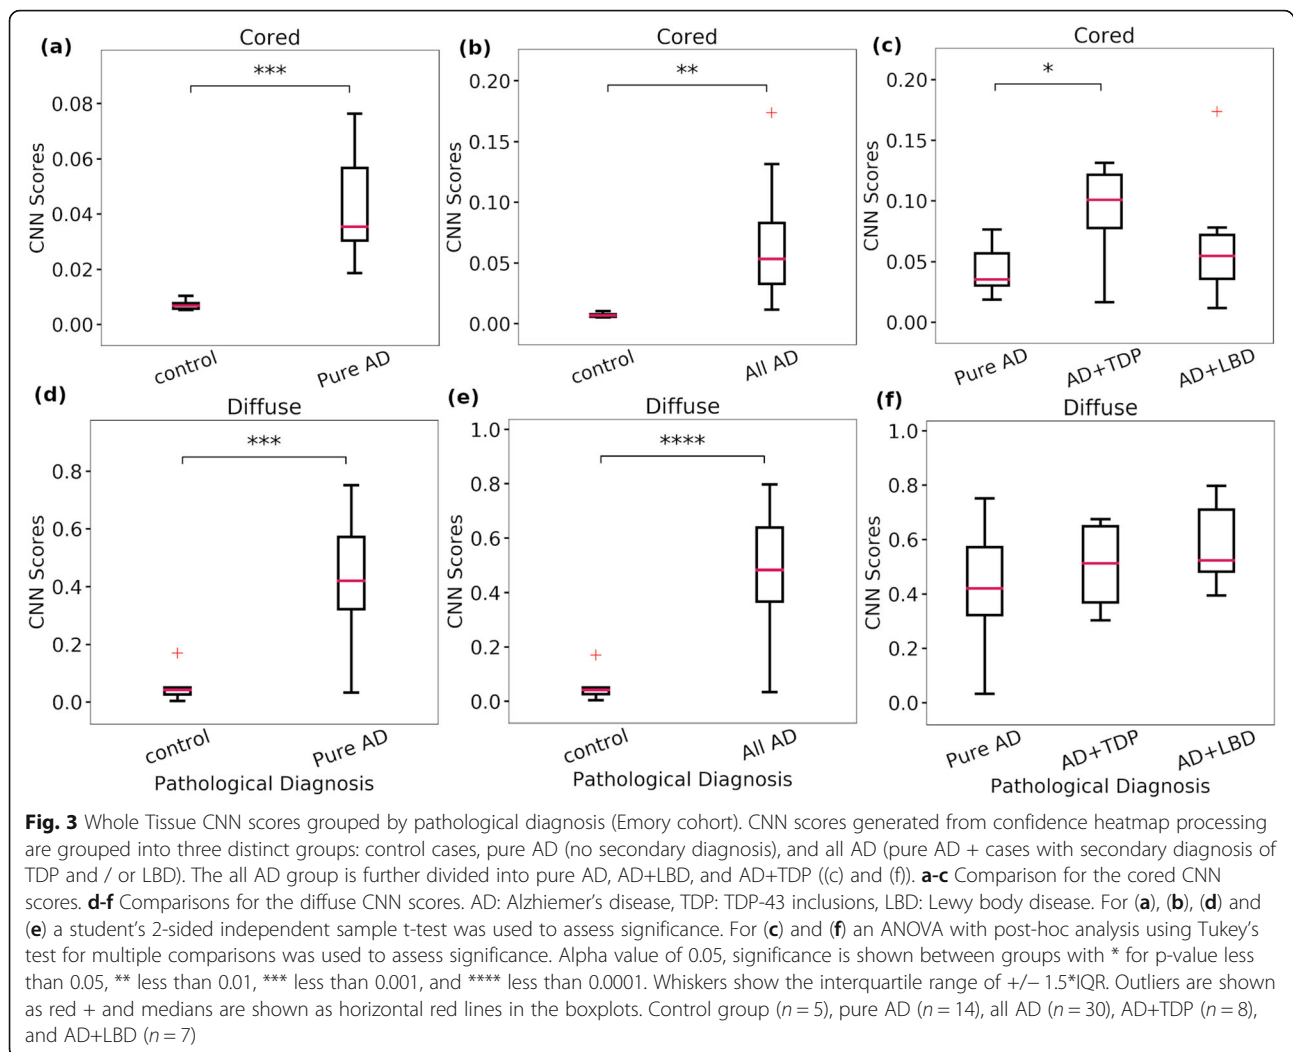 (a)
Cored
***
0.08
0.06
0.04
0.02
0.00
CNN Scores
control
Pure AD
(b)
Cored
**
0.20
0.15
0.10
0.05
0.00
CNN Scores
control
All AD
(c)
Cored
*
0.20
0.15
0.10
0.05
0.00
CNN Scores
Pure AD
AD+TDP
AD+LBD
(d)
Diffuse
***
0.8
0.6
0.4
0.2
0.0
CNN Scores
control
Pure AD
Pathological Diagnosis
(e)
Diffuse
****
1.0
0.8
0.6
0.4
0.2
0.0
CNN Scores
control
All AD
Pathological Diagnosis
(f)
Diffuse
1.0
0.8
0.6
0.4
0.2
0.0
CNN Scores
Pure AD
AD+TDP
AD+LBD
Pathological Diagnosis
Fig. 3 Whole Tissue CNN scores grouped by pathological diagnosis (Emory cohort). CNN scores generated from confidence heatmap processing
are grouped into three distinct groups: control cases, pure AD (no secondary diagnosis), and all AD (pure AD + cases with secondary diagnosis of
TDP and / or LBD). The all AD group is further divided into pure AD, AD+LBD, and AD+TDP ((c) and (f)). a-c Comparison for the cored CNN
scores. d-f Comparisons for the diffuse CNN scores. AD: Alzhiemer's disease, TDP: TDP-43 inclusions, LBD: Lewy body disease. For (a), (b), (d) and
(e) a student's 2-sided independent sample t-test was used to assess significance. For (c) and (f) an ANOVA with post-hoc analysis using Tukey's
test for multiple comparisons was used to assess significance. Alpha value of 0.05, significance is shown between groups with * for p-value less
than 0.05, ** less than 0.01, *** less than 0.001, and **** less than 0.0001. Whiskers show the interquartile range of +/− 1.5*IQR. Outliers are shown
as red + and medians are shown as horizontal red lines in the boxplots. Control group (n = 5), pure AD (n = 14), all AD (n = 30), AD+TDP (n = 8),
and AD+LBD (n = 7)